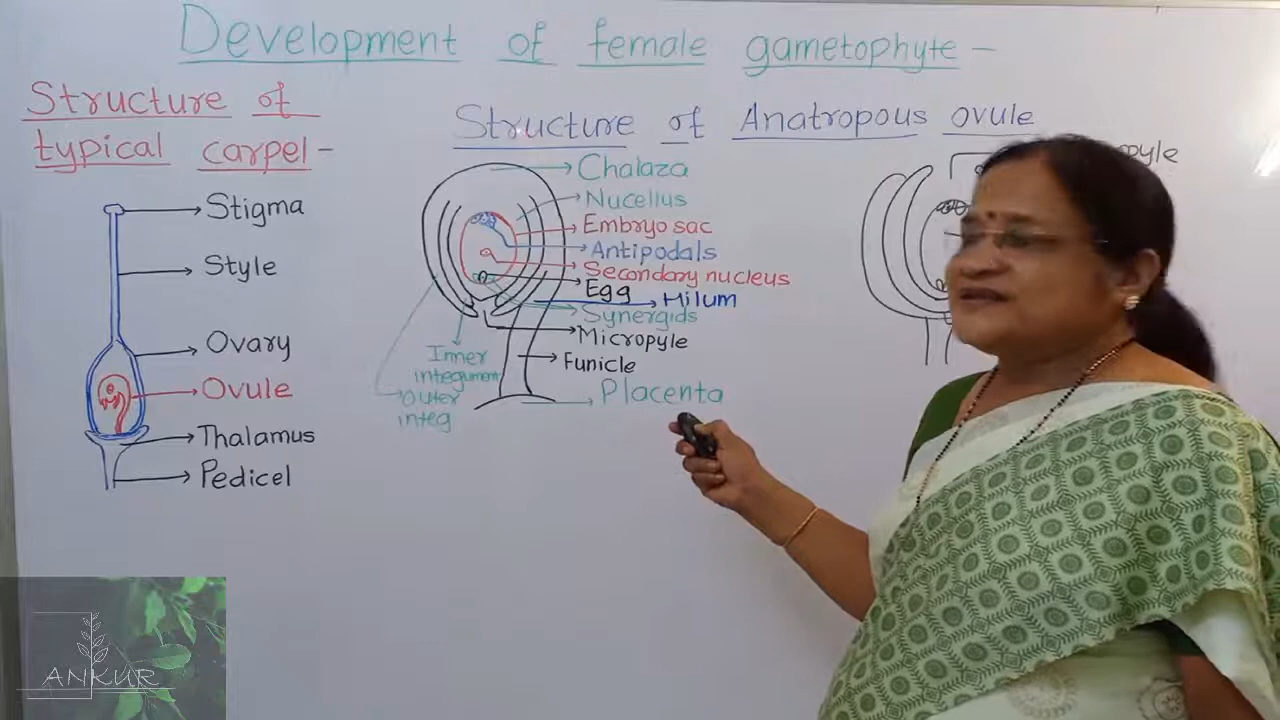 Development of female gametophyte -
Structure of
typical carpel -
Stigma
Style
Ovary
Ovule
Thalamus
Pedicel
Structure of Anatropous ovule
Chalaza
Nucellus
Embryo sac
Antipodals
Secondary nucleus
Egg
Hilum
Synergids
Micropyle
Funicle
Placenta
Inner
integument
Outer
integ
ANKUR